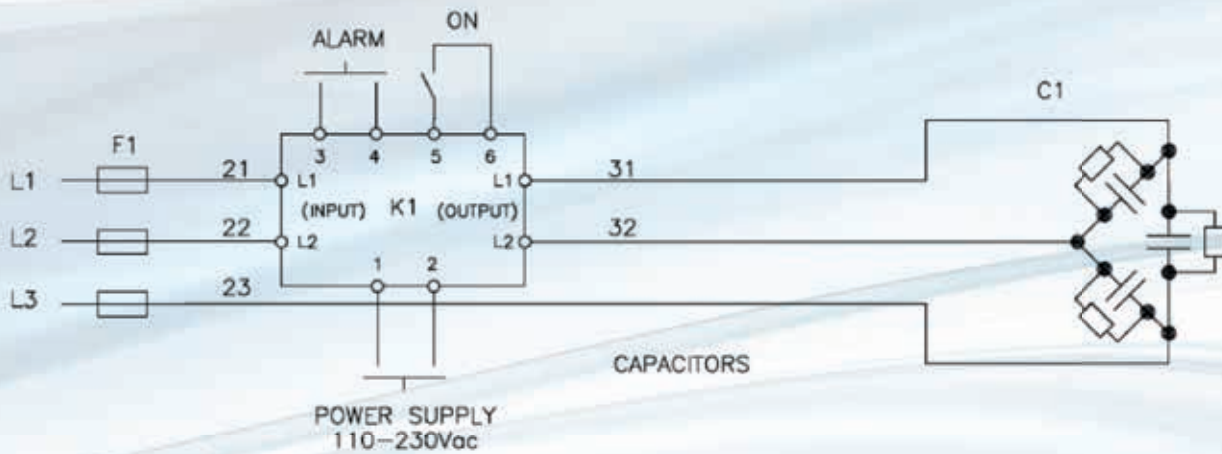 ON
ALARM
C1
F1
3 4 5 6
L1 21 L1 L1 31
(INPUT) K1 (OUTPUT)
L2 22 L2 L2 32
1 2
L3 23
CAPACITORS
POWER SUPPLY
110-230Vac